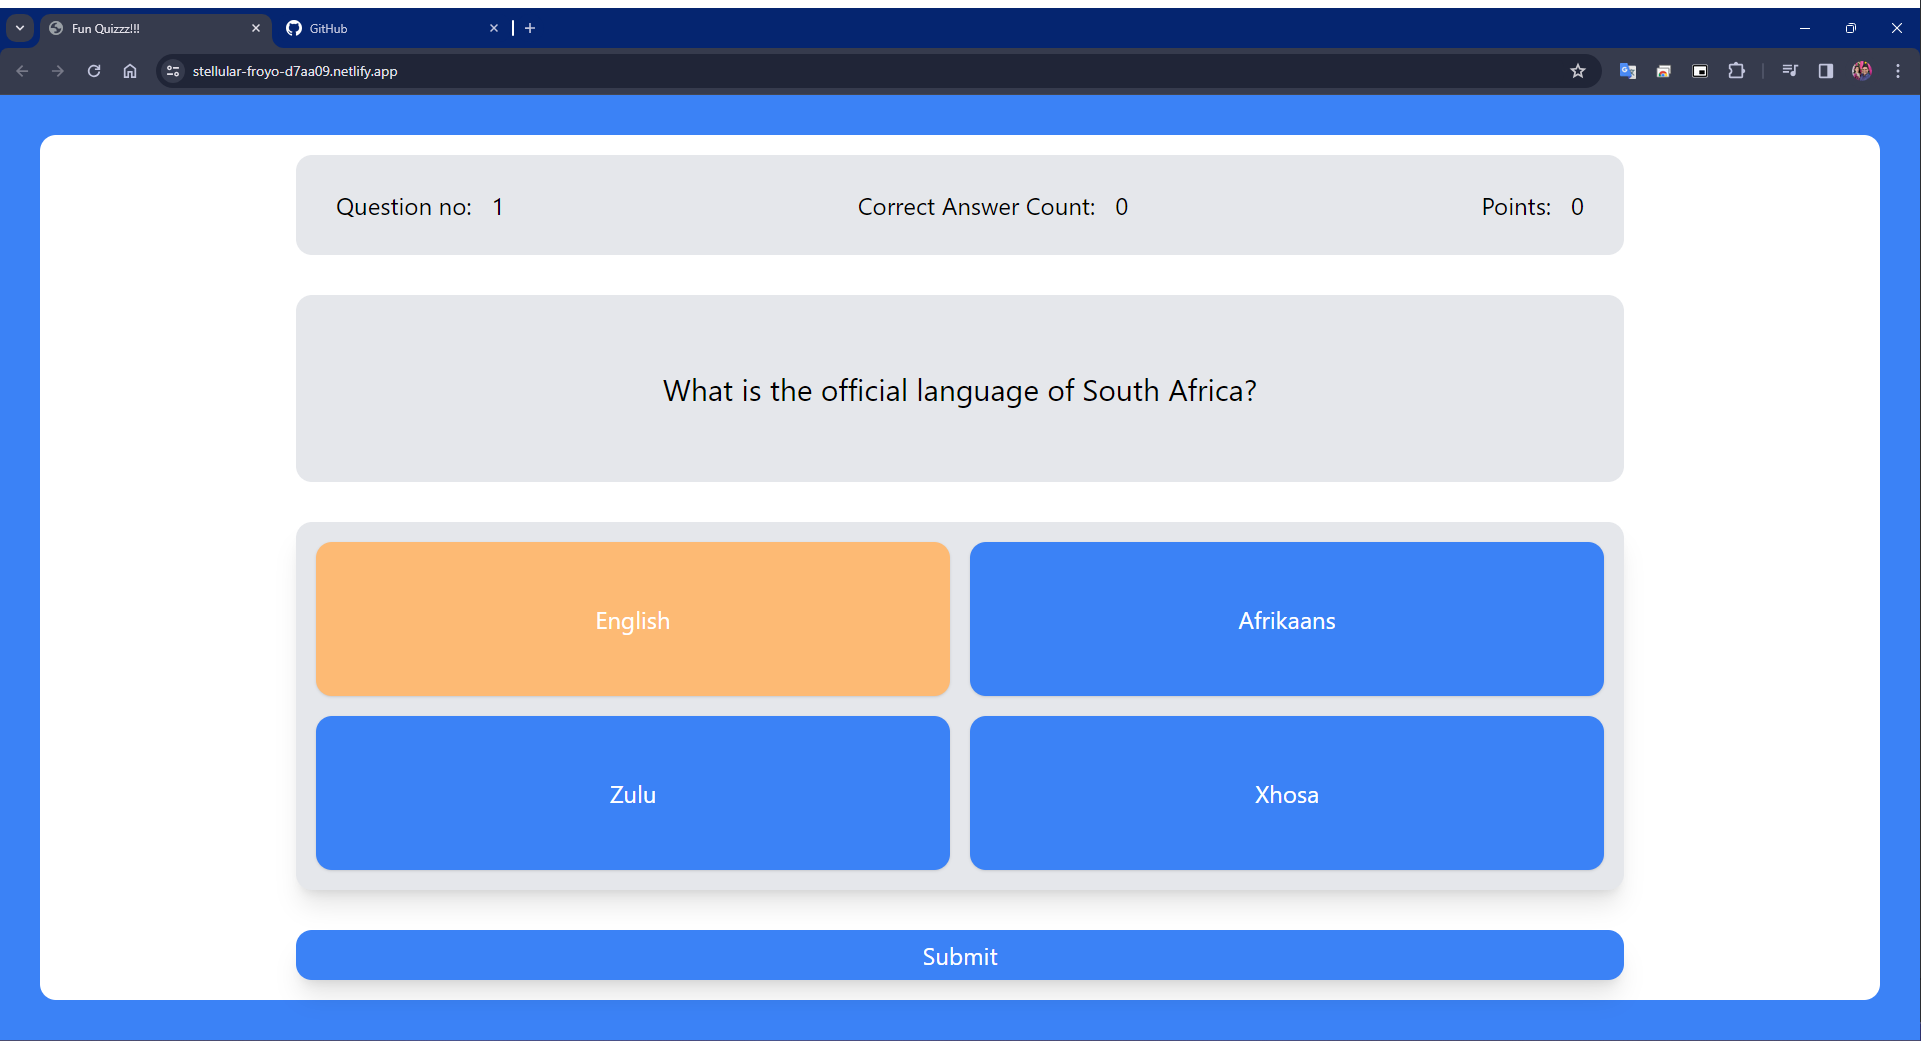 Fun Quizzz!!!
GitHub
stellular-froyo-d7aa09.netlify.app
Question no: 1
Correct Answer Count: 0
Points: 0
What is the official language of South Africa?
English
Afrikaans
Zulu
Xhosa
Submit